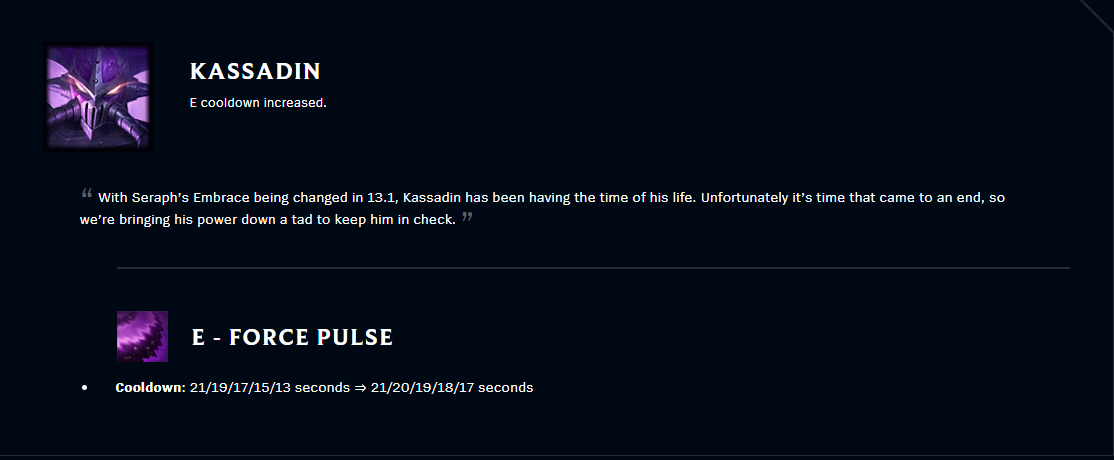 KASSADIN
E cooldown increased.
“ With Seraph’s Embrace being changed in 13.1, Kassadin has been having the time of his life. Unfortunately it’s time that came to an end, so
we’re bringing his power down a tad to keep him in check. ”
E - FORCE PULSE
• Cooldown: 21/19/17/15/13 seconds ⇒ 21/20/19/18/17 seconds